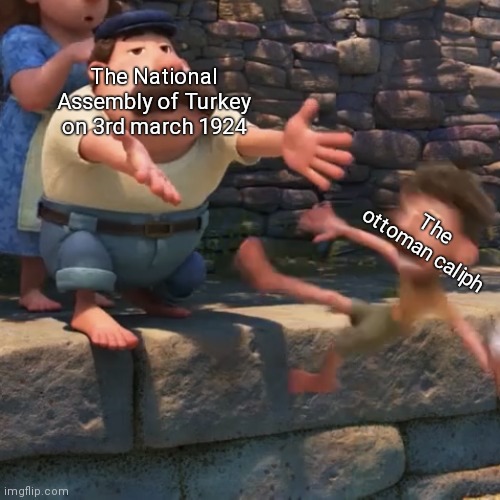 The National
Assembly of Turkey
on 3rd march 1924
The
ottoman caliph
imgflip.com